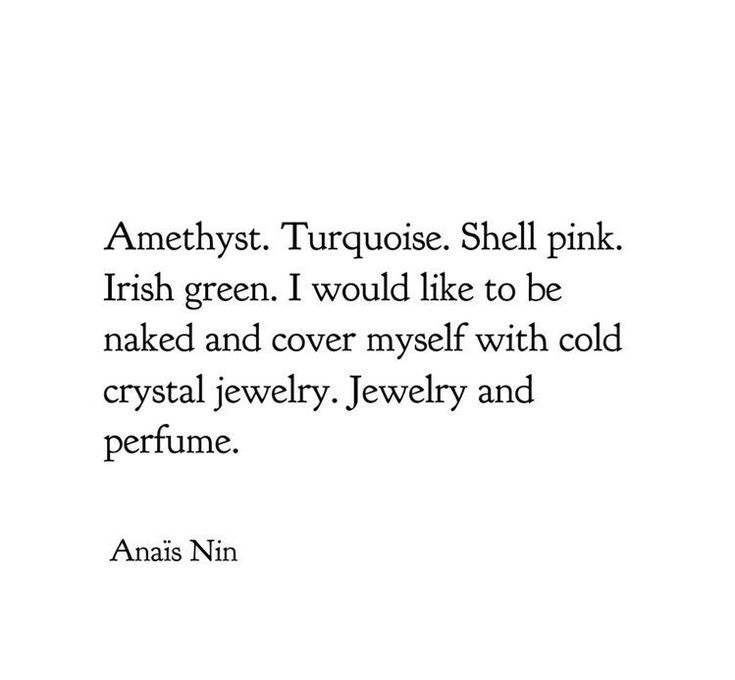 Amethyst. Turquoise. Shell pink.
Irish green. I would like to be
naked and cover myself with cold
crystal jewelry. Jewelry and
perfume.
Anaïs Nin